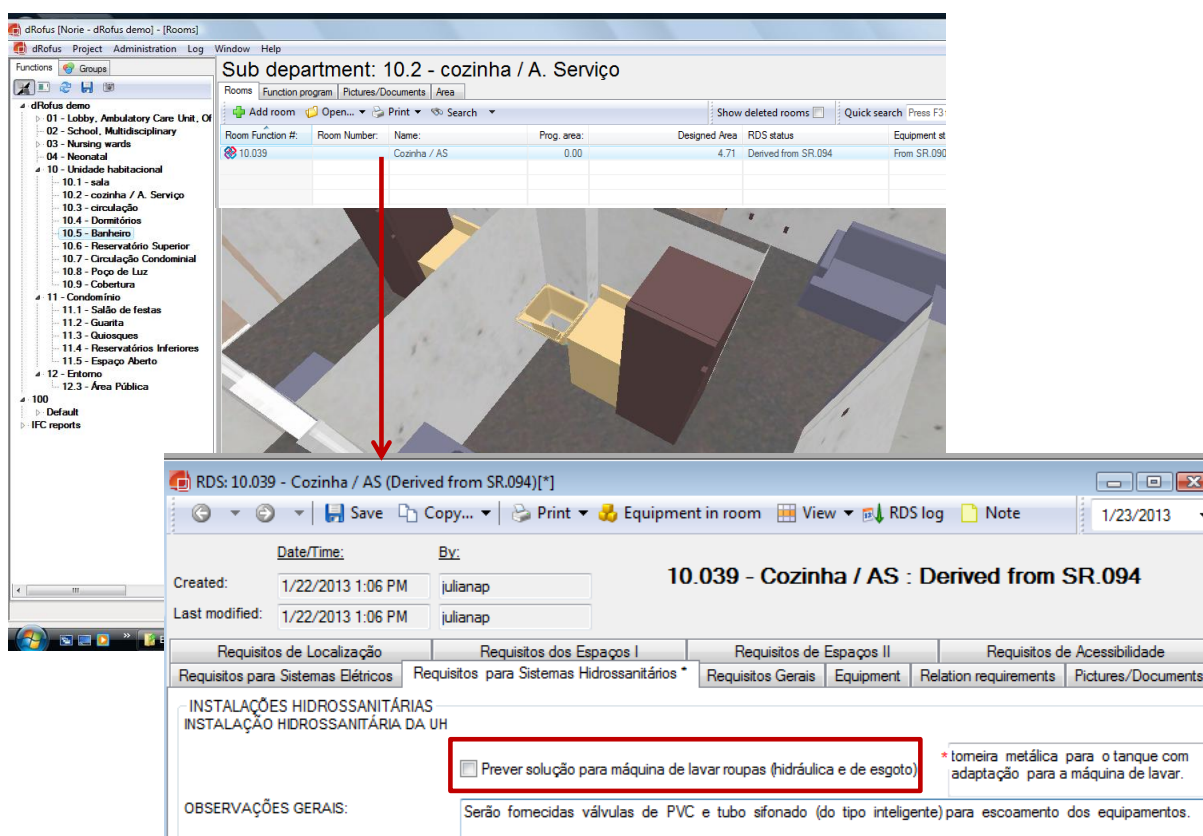 dRofus [Norie - dRofus demo] - [Rooms]
dRofus Project Administration Log Window Help
Functions Groups
dRofus demo
01 - Lobby, Ambulatory Care Unit, Of
02 - School, Multidisciplinary
03 - Nursing wards
04 - Neonatal
10 - Unidade habitacional
10.1 - sala
10.2 - cozinha / A. Serviço
10.3 - circulação
10.4 - Dormitórios
10.5 - Banheiro
10.6 - Reservatório Superior
10.7 - Circulação Condominial
10.8 - Poço de Luz
10.9 - Cobertura
11 - Condomínio
11.1 - Salão de festas
11.2 - Guarita
11.3 - Quiosques
11.4 - Reservatórios Inferiores
11.5 - Espaço Aberto
12 - Entorno
12.3 - Área Pública
100
Default
IFC reports
Sub department: 10.2 - cozinha / A. Serviço
Rooms Function program Pictures/Documents Area
Add room Open... Print Search Show deleted rooms Quick search Press F3
Room Function #: Room Number: Name: Prog. area: Designed Area RDS status Equipment st
10.039 Cozinha / AS 0.00 4.71 Derived from SR.094 From SR.090
RDS: 10.039 - Cozinha / AS (Derived from SR.094)[*]
Save Copy... Print Equipment in room View RDS log Note 1/23/2013
Date/Time: By:
Created: 1/22/2013 1:06 PM julianap
10.039 - Cozinha / AS : Derived from SR.094
Last modified: 1/22/2013 1:06 PM julianap
Requisitos de Localização Requisitos dos Espaços I Requisitos de Espaços II Requisitos de Acessibilidade
Requisitos para Sistemas Elétricos Requisitos para Sistemas Hidrossanitários * Requisitos Gerais Equipment Relation requirements Pictures/Documents
INSTALAÇÕES HIDROSSANITÁRIAS
INSTALAÇÃO HIDROSSANITÁRIA DA UH
Prever solução para máquina de lavar roupas (hidráulica e de esgoto)
* torneira metálica para o tanque com
adaptação para a máquina de lavar.
OBSERVAÇÕES GERAIS:
Serão fornecidas válvulas de PVC e tubo sifonado (do tipo inteligente) para escoamento dos equipamentos.